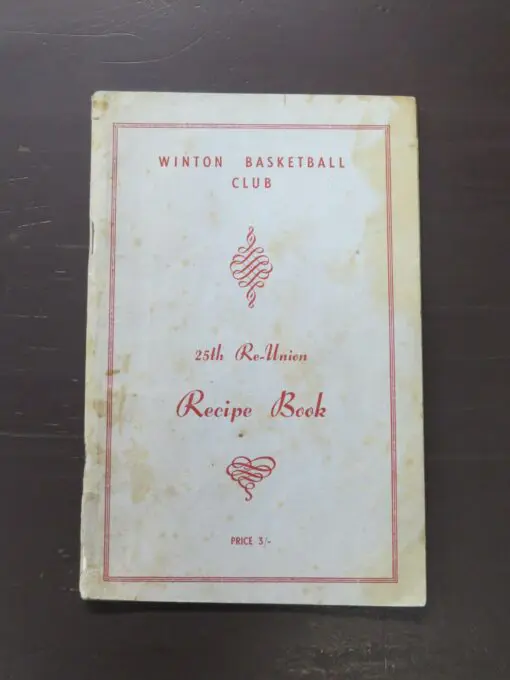 WINTON BASKETBALL
CLUB
25th Re-Union
Recipe Book
PRICE 3/-